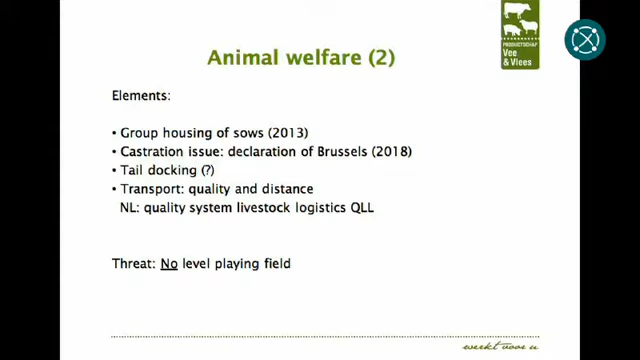 PRODUCTSCHAP
Vee
& Vlees
Animal welfare (2)
Elements:
• Group housing of sows (2013)
• Castration issue: declaration of Brussels (2018)
• Tail docking (?)
• Transport: quality and distance
NL: quality system livestock logistics QLL
Threat: No level playing field
werkt voor u